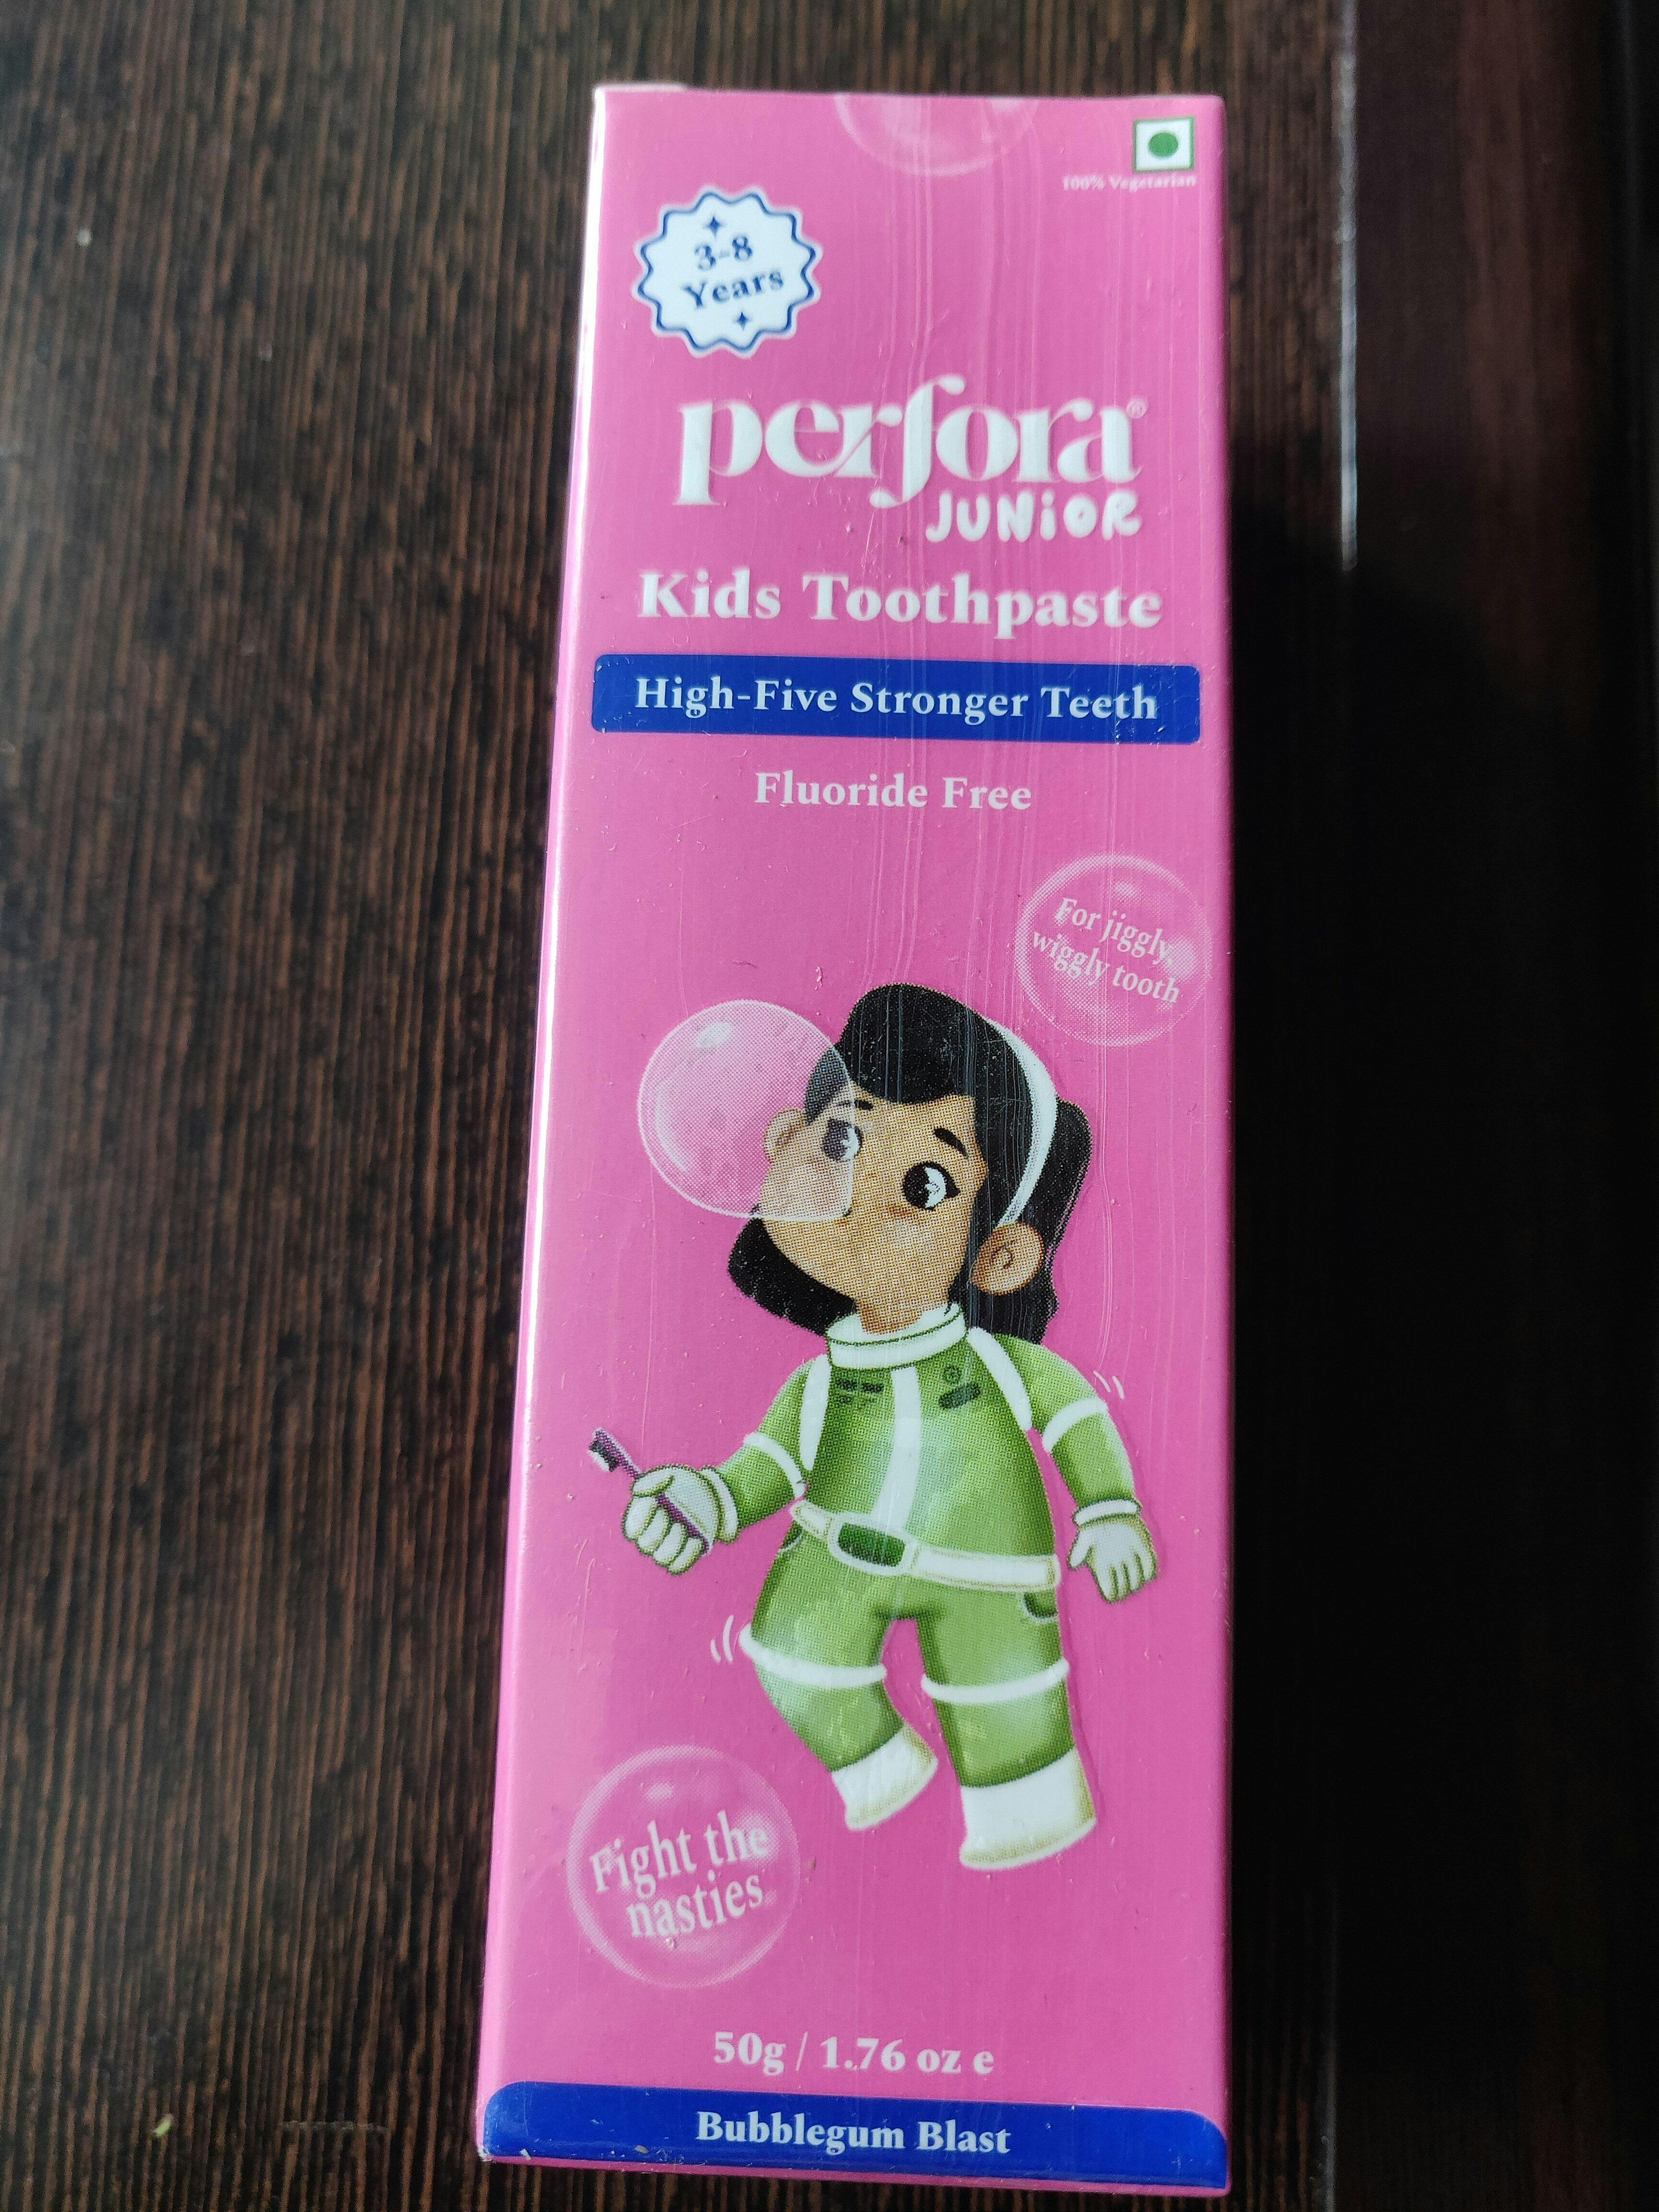 100% Vegetarian
3-8
Years
perfora®
JUNiOR
Kids Toothpaste
High-Five Stronger Teeth
Fluoride Free
For jiggly,
wiggly tooth
Fight the
nasties
50g / 1.76 oz e
Bubblegum Blast